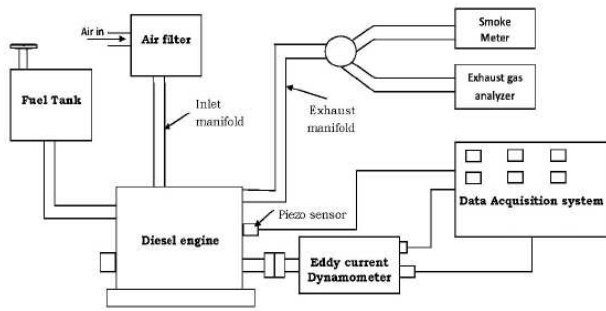 Air in
Air filter
Smoke
Meter
Fuel Tank
Exhaust gas
analyzer
Inlet
manifold
Exhaust
manifold
Piezo sensor
Data Acquisition system
Diesel engine
Eddy current
Dynamometer